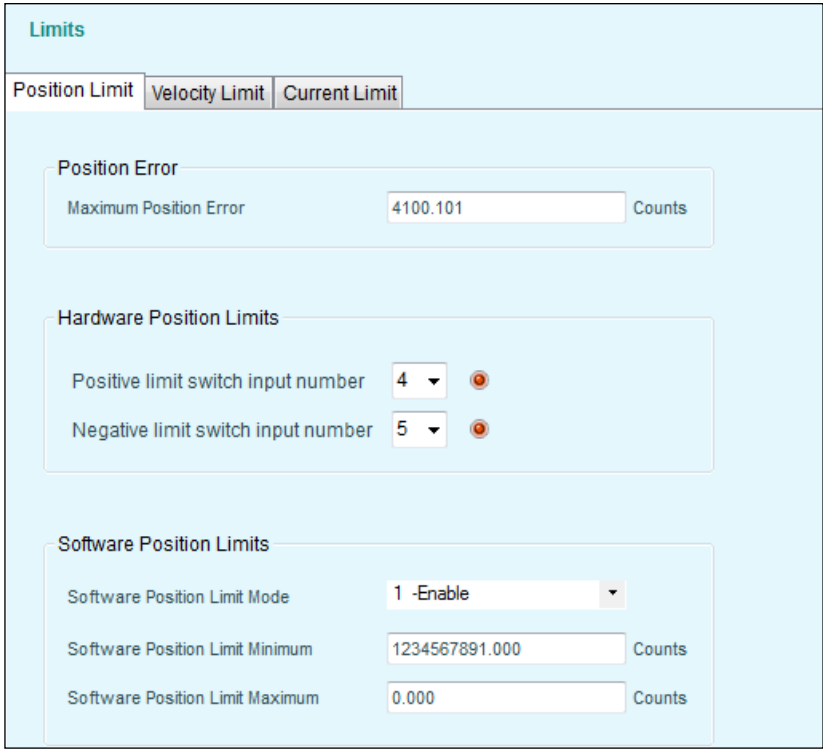 Limits
Position Limit Velocity Limit Current Limit
Position Error
Maximum Position Error 4100.101 Counts
Hardware Position Limits
Positive limit switch input number 4
Negative limit switch input number 5
Software Position Limits
Software Position Limit Mode 1 -Enable
Software Position Limit Minimum 1234567891.000 Counts
Software Position Limit Maximum 0.000 Counts